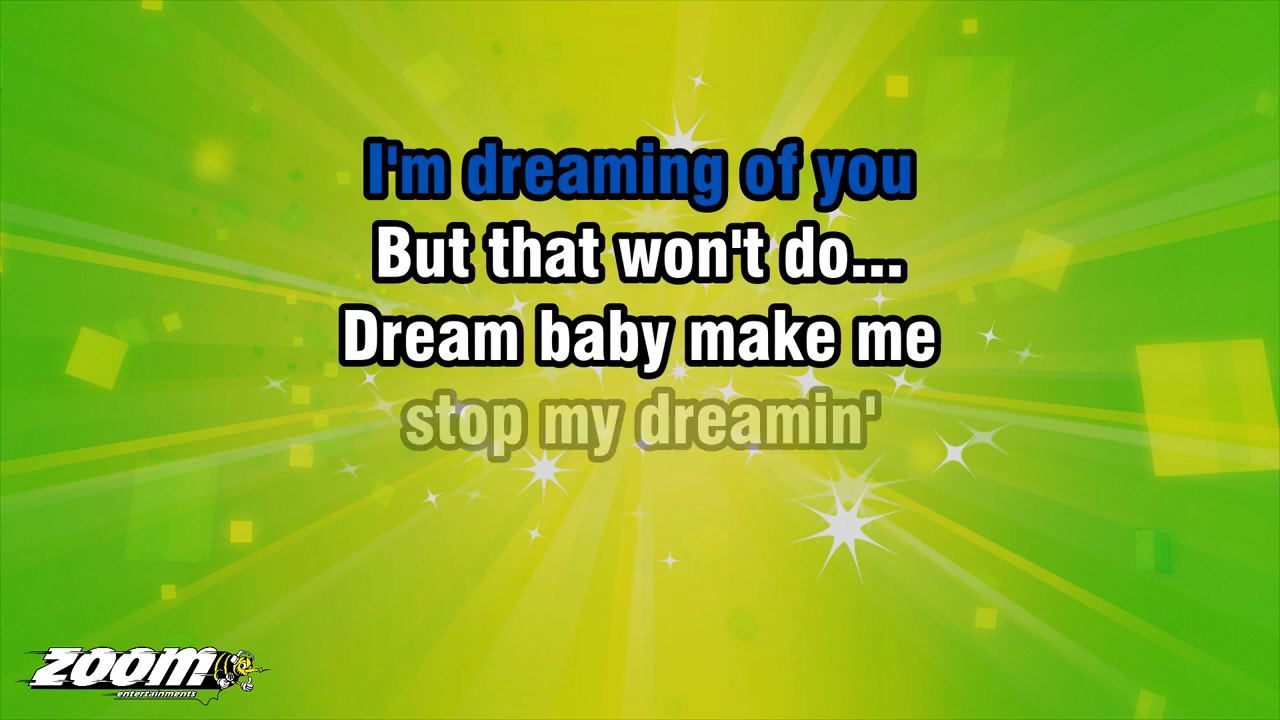 I'm dreaming of you
But that won't do...
Dream baby make me
stop my dreamin'
zoom
entertainments